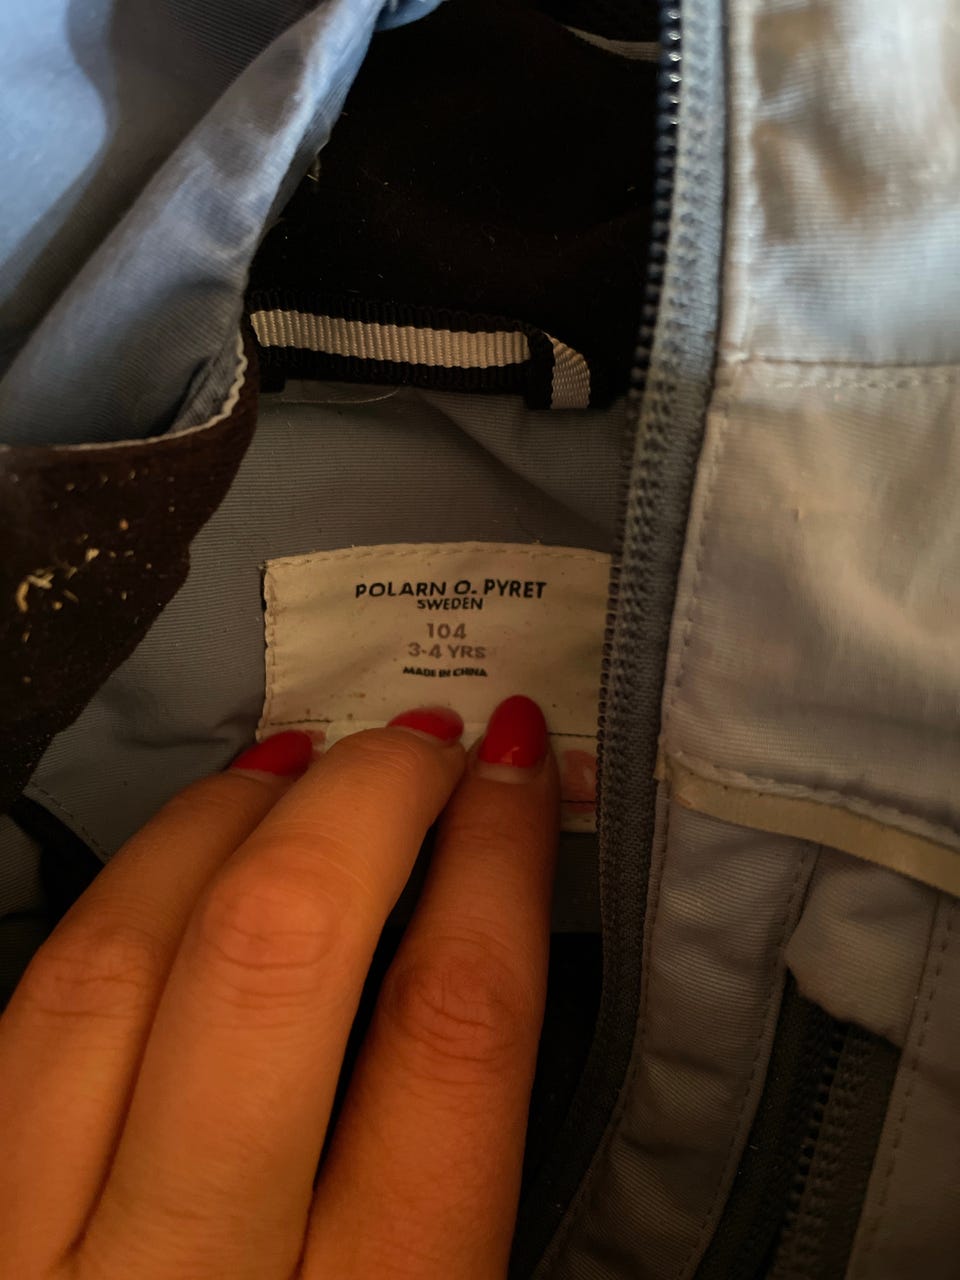 POLARN O. PYRET
SWEDEN
104
3-4 YRS
MADE IN CHINA